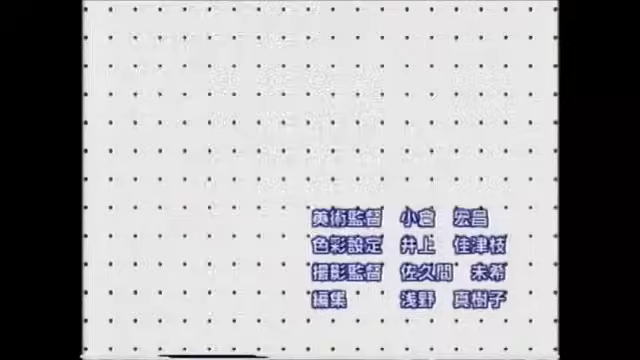 美術監督 小倉 宏昌
色彩設定 井上 佳津枝
撮影監督 佐久間 未希
編集 浅野 真樹子